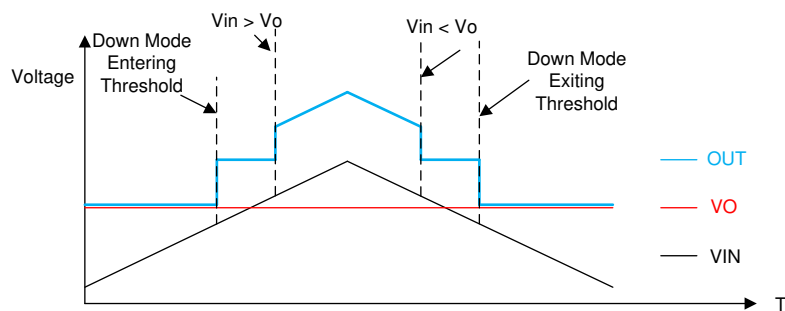 Vin > Vo
Down Mode
Entering
Threshold
Vin < Vo
Down Mode
Exiting
Threshold
Voltage
OUT
VO
VIN
T